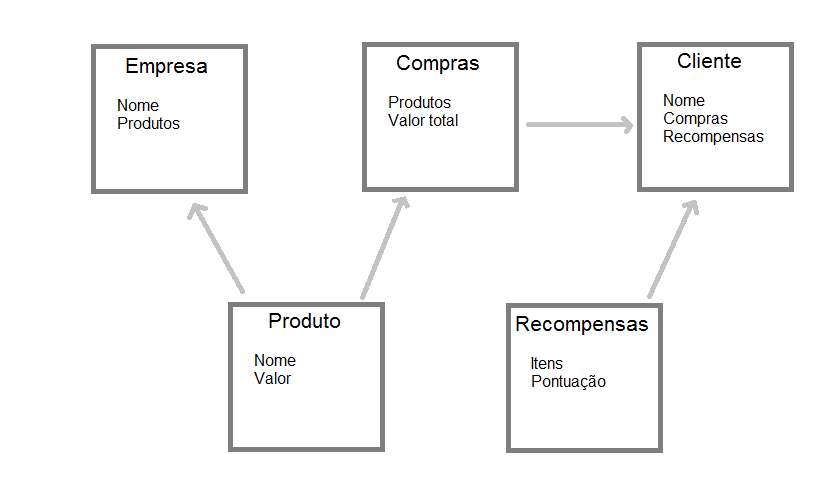 Empresa
Nome
Produtos
Compras
Produtos
Valor total
Cliente
Nome
Compras
Recompensas
Produto
Nome
Valor
Recompensas
Itens
Pontuação